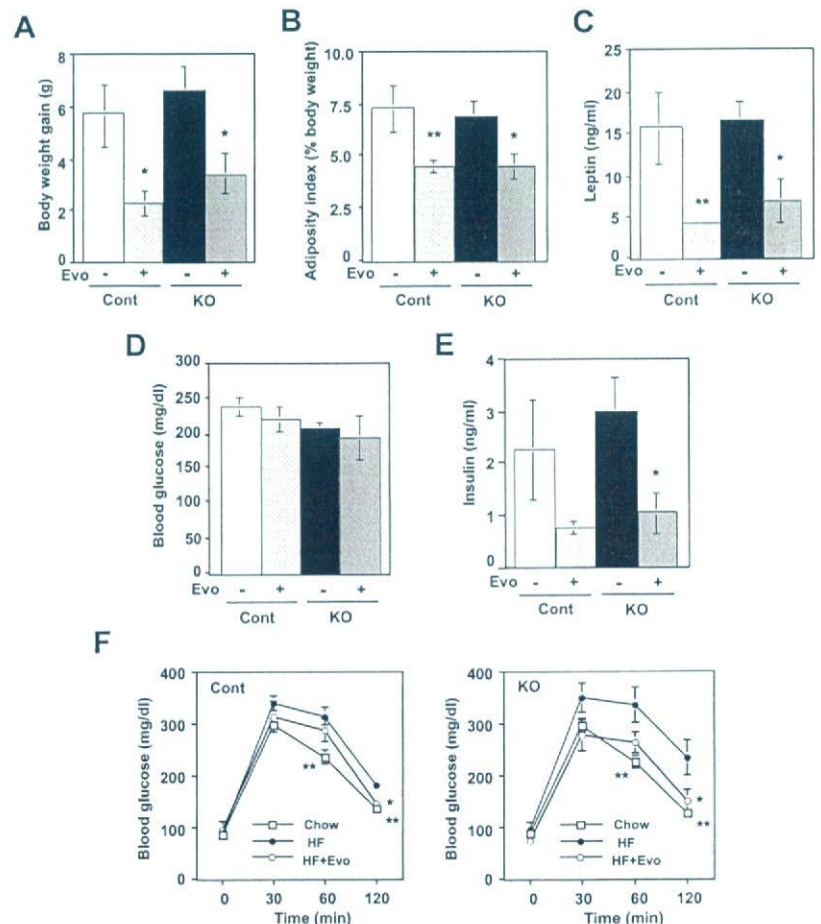 A
Body weight gain (g)
8
6
4
2
0
Evo - + - +
Cont KO
* *
B
Adiposity index (% body weight)
10.0
7.5
5.0
2.5
0
Evo - + - +
Cont KO
** *
C
Leptin (ng/ml)
25
20
15
10
5
0
Evo - + - +
Cont KO
** *
D
Blood glucose (mg/dl)
300
250
200
150
100
50
0
Evo - + - +
Cont KO
E
Insulin (ng/ml)
4
3
2
1
0
Evo - + - +
Cont KO
*
F
Cont
Blood glucose (mg/dl)
400
300
200
100
0
**
*
**
Chow
HF
HF+Evo
0 30 60 120
Time (min)
KO
Blood glucose (mg/dl)
400
300
200
100
0
**
*
**
Chow
HF
HF+Evo
0 30 60 120
Time (min)